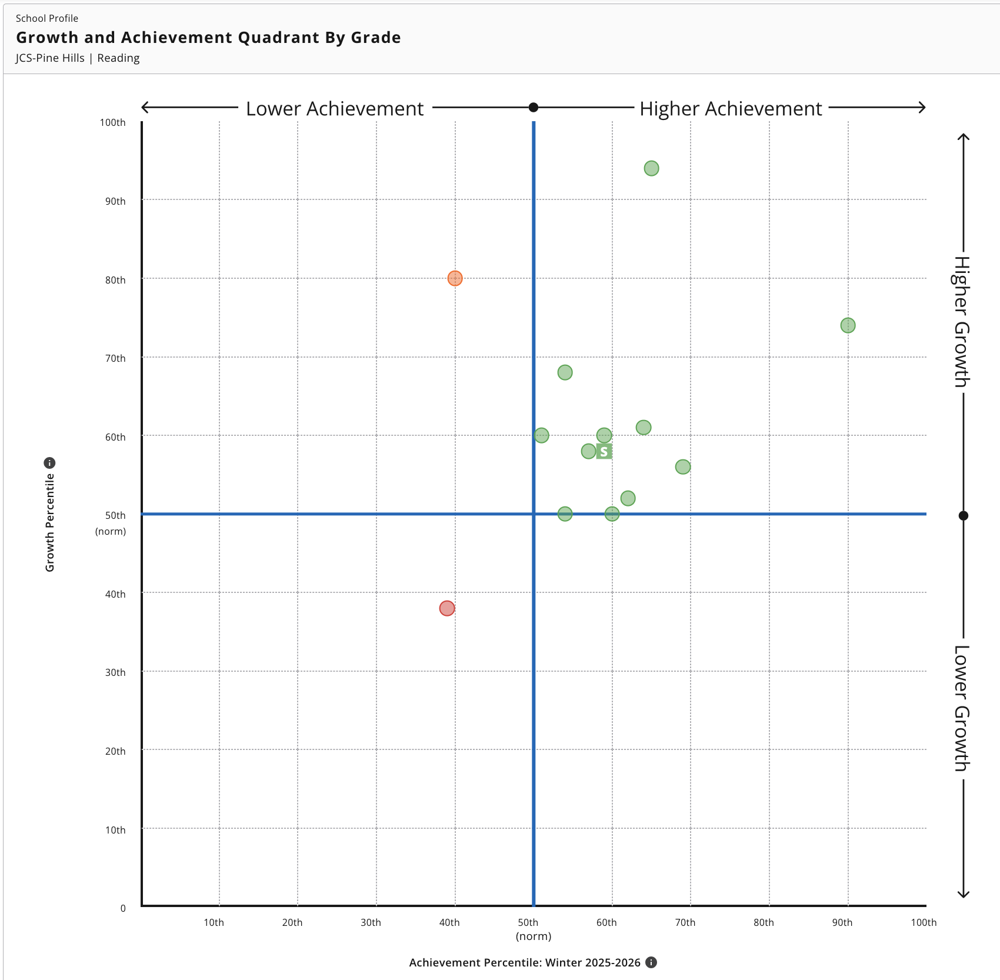 School Profile
Growth and Achievement Quadrant By Grade
JCS-Pine Hills | Reading
Lower Achievement
Higher Achievement
100th
90th
80th
70th
60th
50th
(norm)
40th
30th
20th
10th
0
Growth Percentile
i
S
Higher Growth
Lower Growth
10th
20th
30th
40th
50th
(norm)
60th
70th
80th
90th
100th
Achievement Percentile: Winter 2025-2026 i